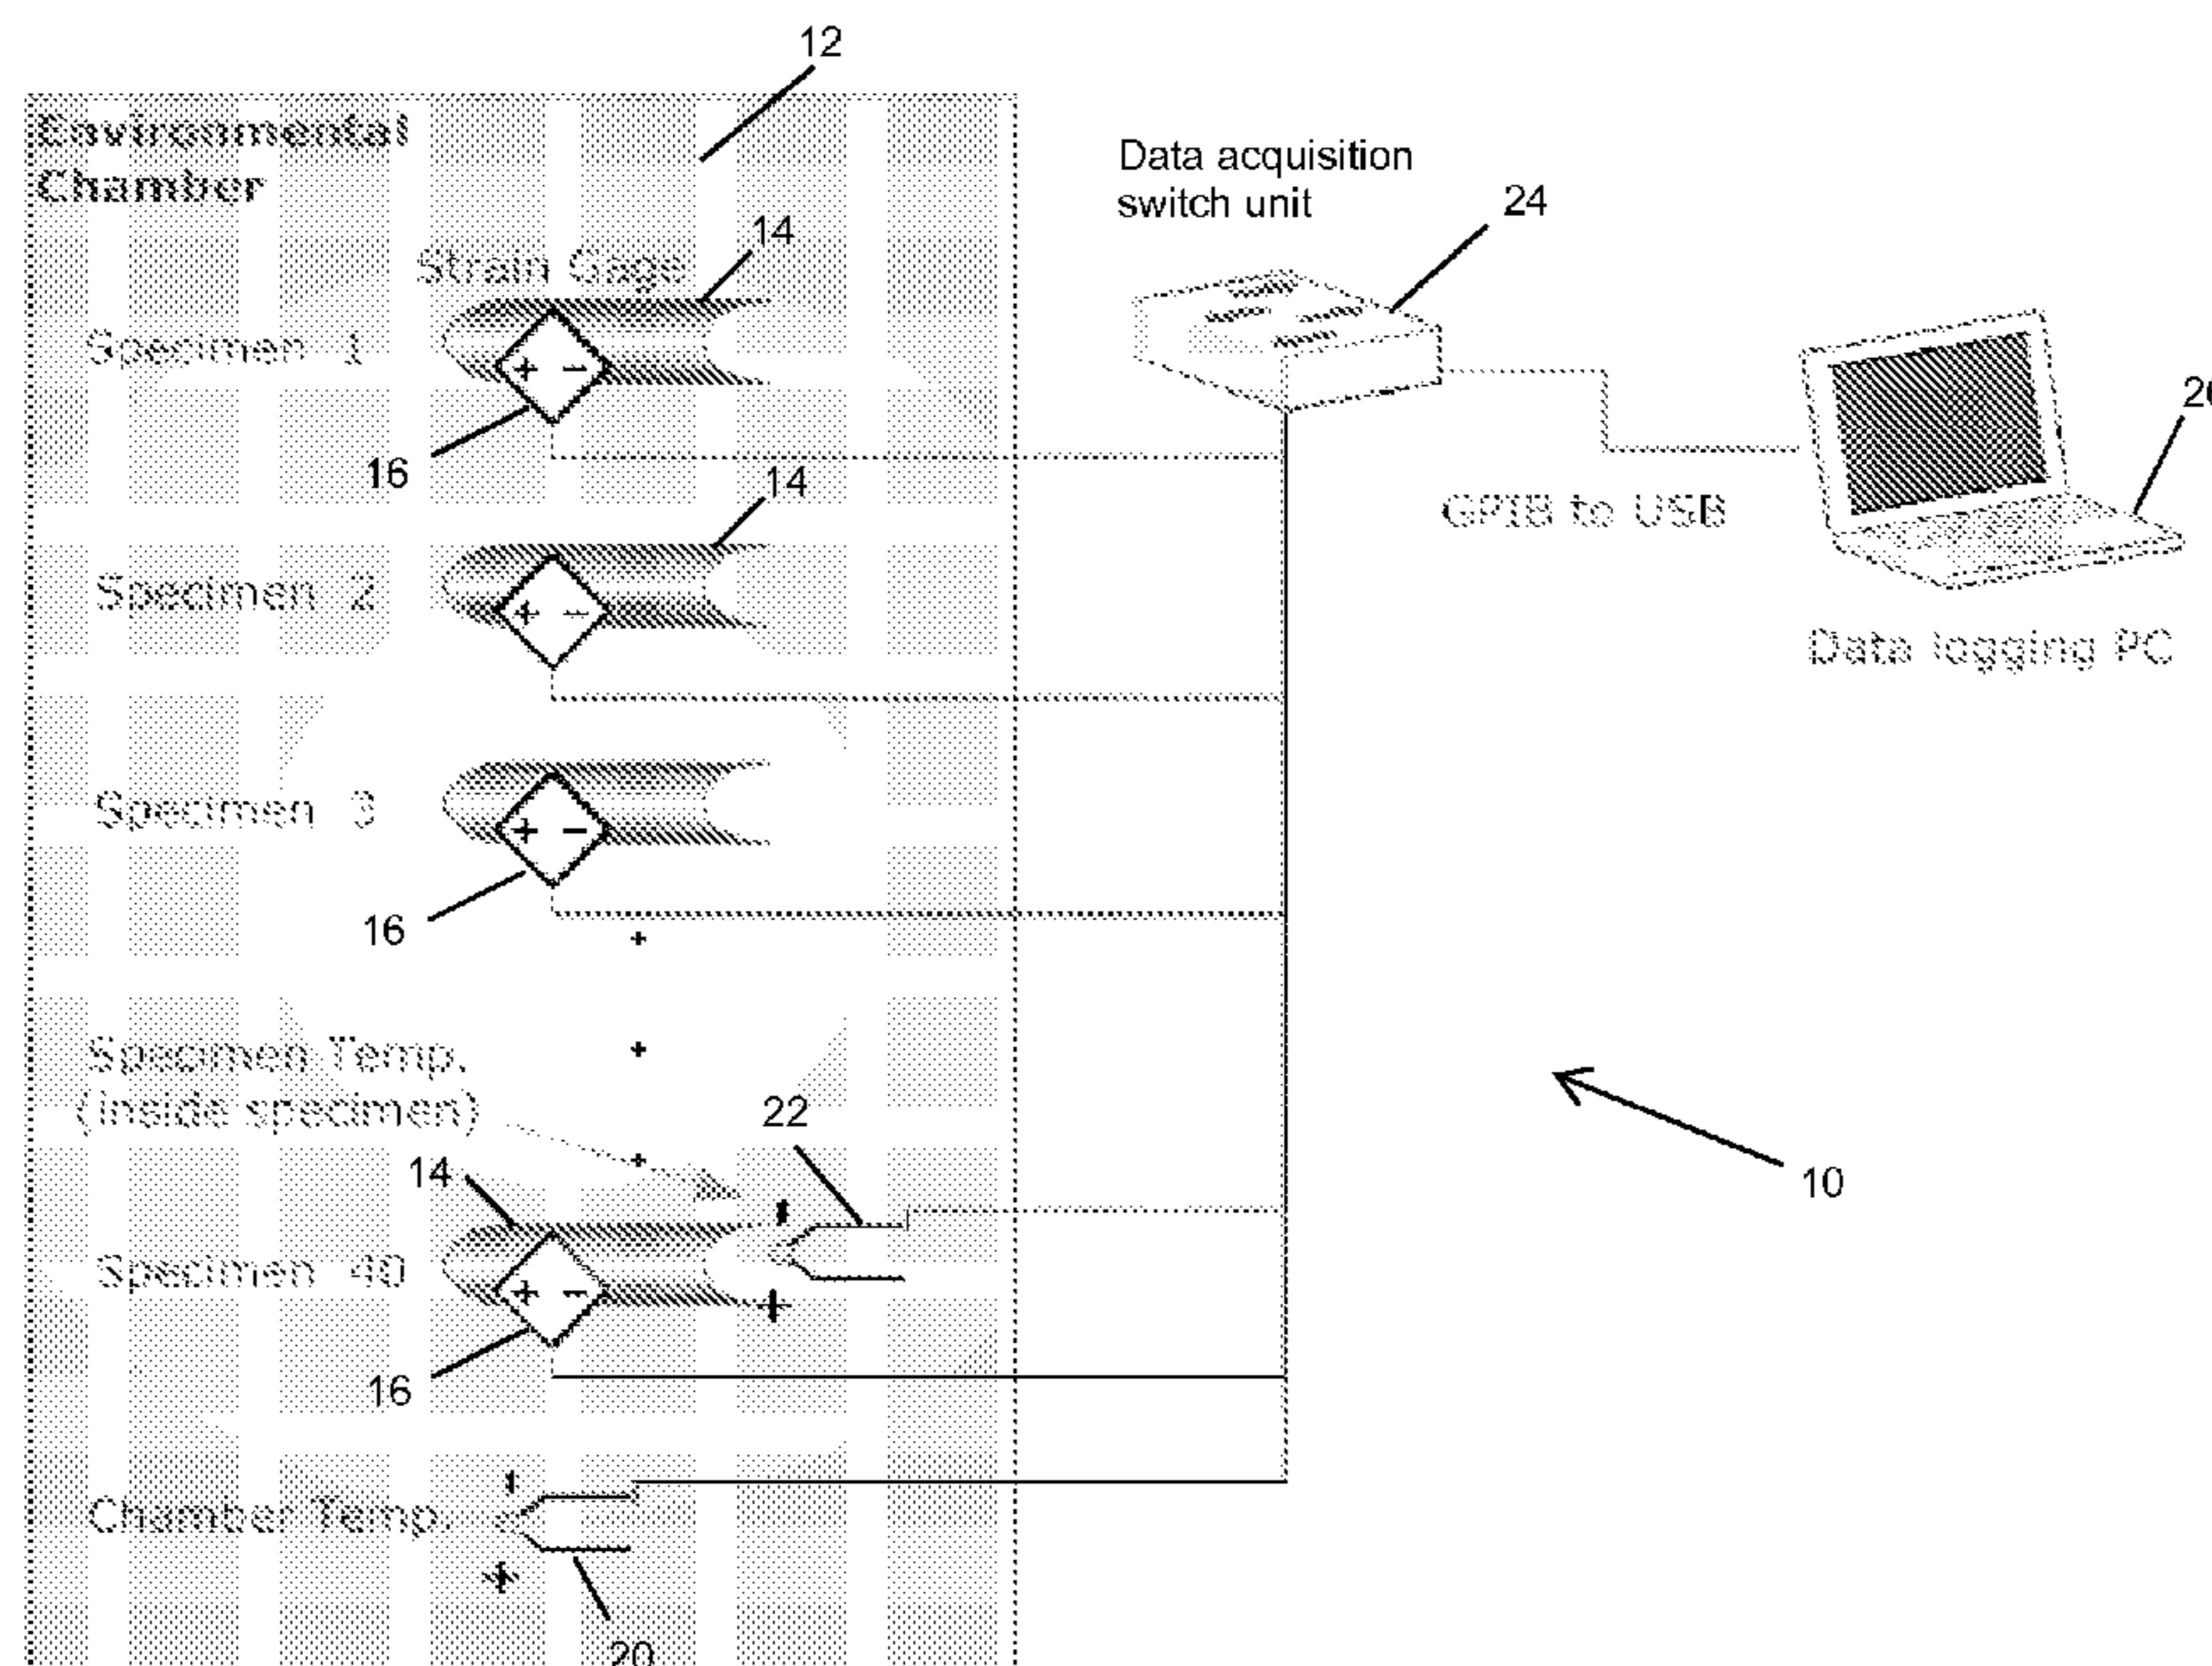 12
Environmental
Chamber
Data acquisition
switch unit
24
14
Strain Gage
Specimen 1
16
14
GPIB to USB
Specimen 2
Data logging PC
Specimen 3
16
Specimen Temp.
(inside specimen)
22
14
10
Specimen 40
16
Chamber Temp.
20